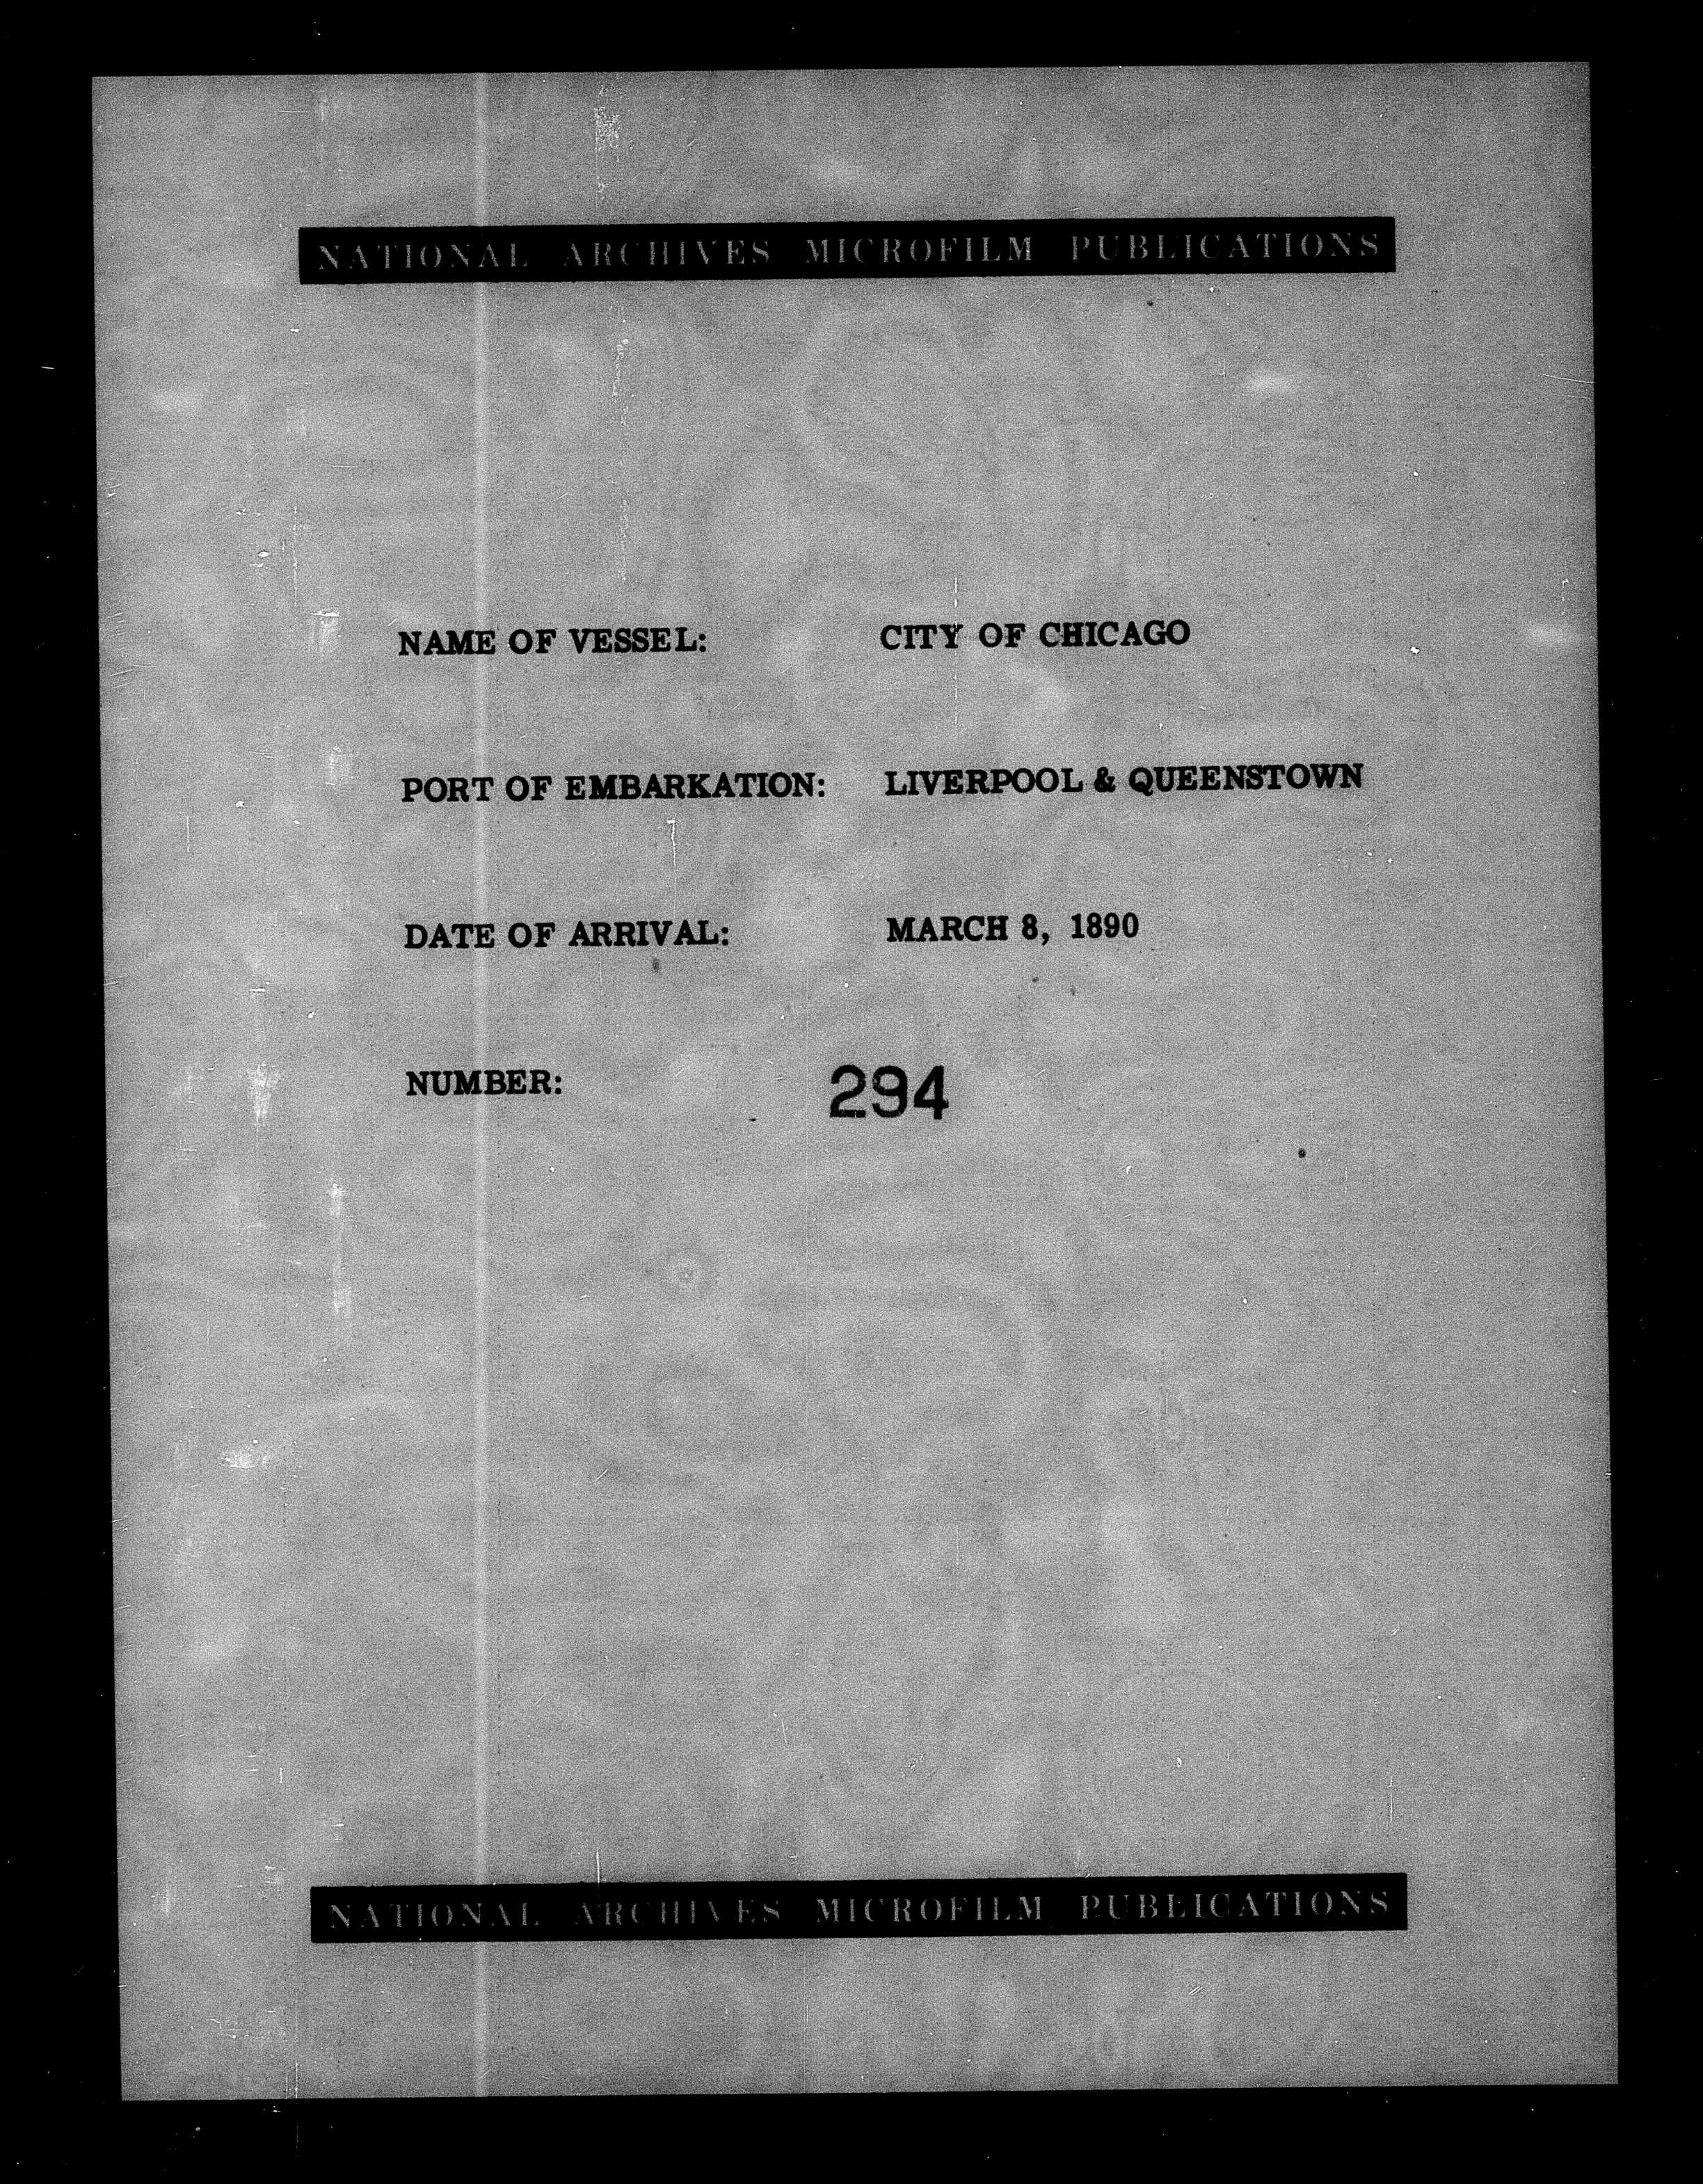 NATIONAL ARCHIVES MICROFILM PUBLICATIONS
NAME OF VESSEL: CITY OF CHICAGO
PORT OF EMBARKATION: LIVERPOOL & QUEENSTOWN
DATE OF ARRIVAL: MARCH 8, 1890
NUMBER: 294
NATIONAL ARCHIVES MICROFILM PUBLICATIONS